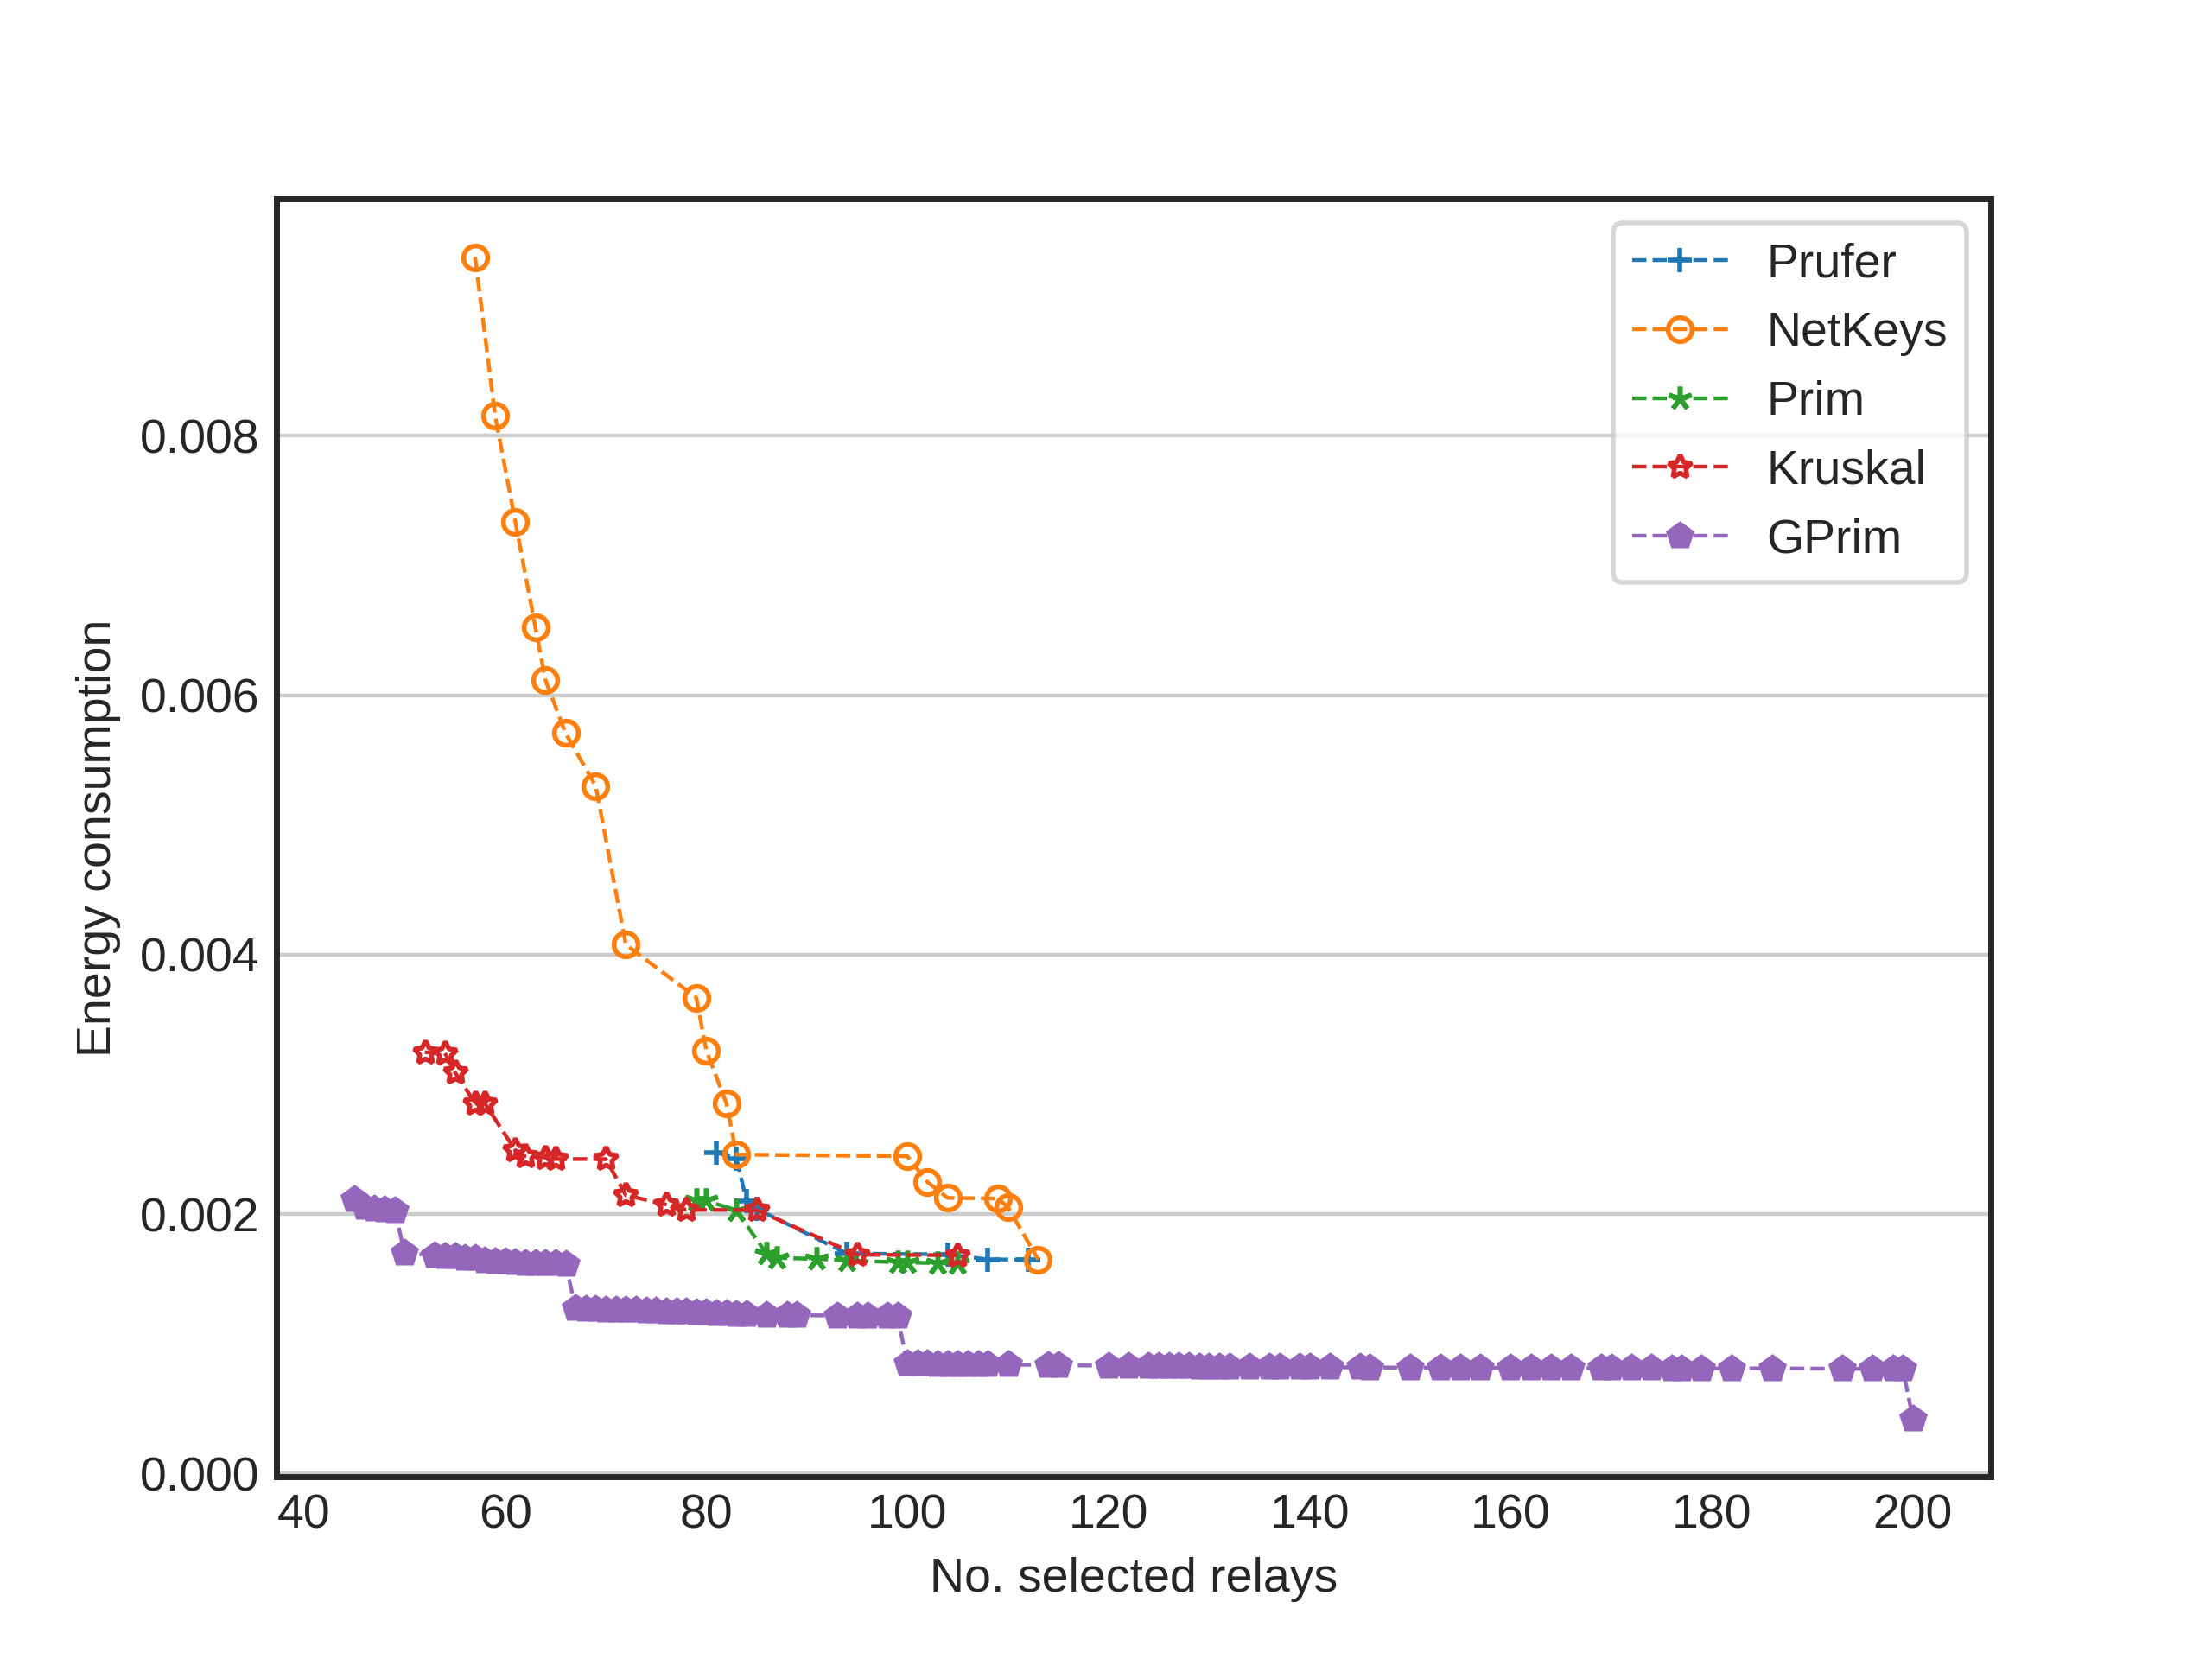 Prufer
NetKeys
Prim
Kruskal
GPrim
Energy consumption
0.008
0.006
0.004
0.002
0.000
40 60 80 100 120 140 160 180 200
No. selected relays